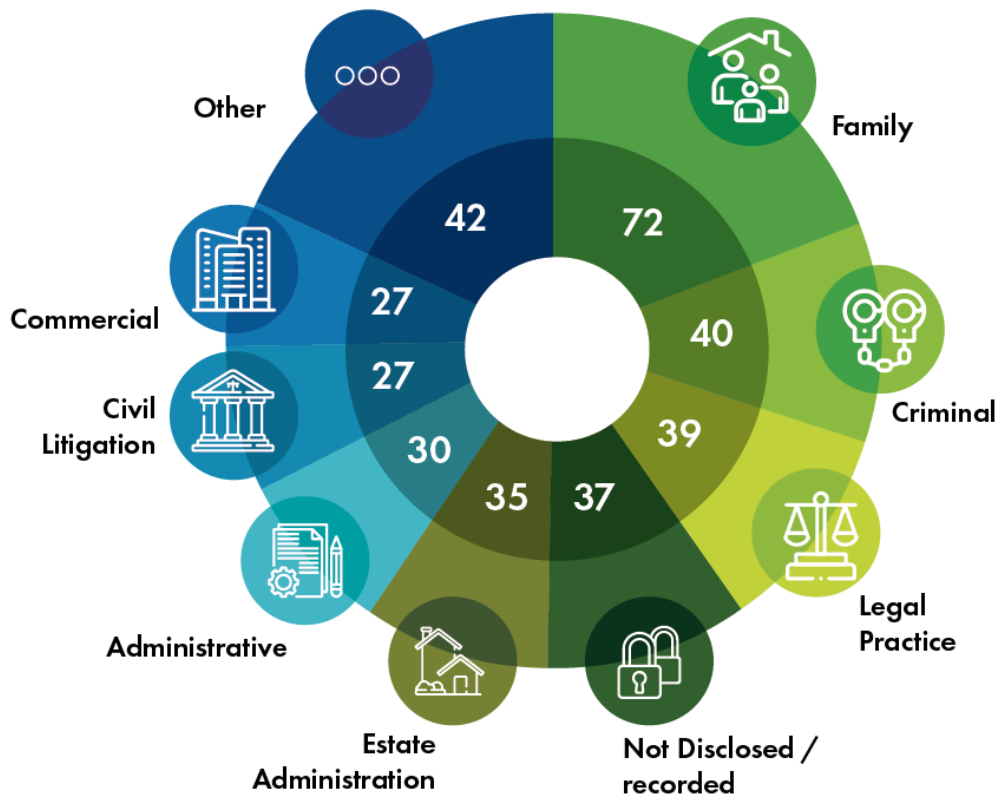 Other
Family
42
72
27
Commercial
40
Criminal
27
Civil
Litigation
30
39
35
37
Administrative
Legal
Practice
Estate
Administration
Not Disclosed /
recorded